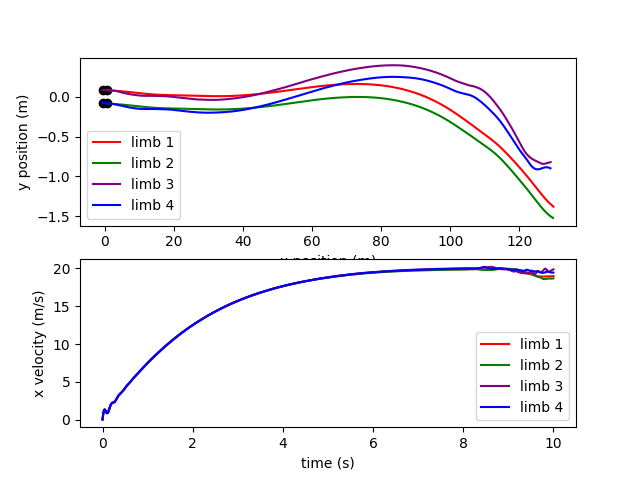 y position (m)
0.0
−0.5
−1.0
−1.5
limb 1
limb 2
limb 3
limb 4
0 20 40 60 80 100 120
x position (m)
x velocity (m/s)
20
15
10
5
0
limb 1
limb 2
limb 3
limb 4
0 2 4 6 8 10
time (s)